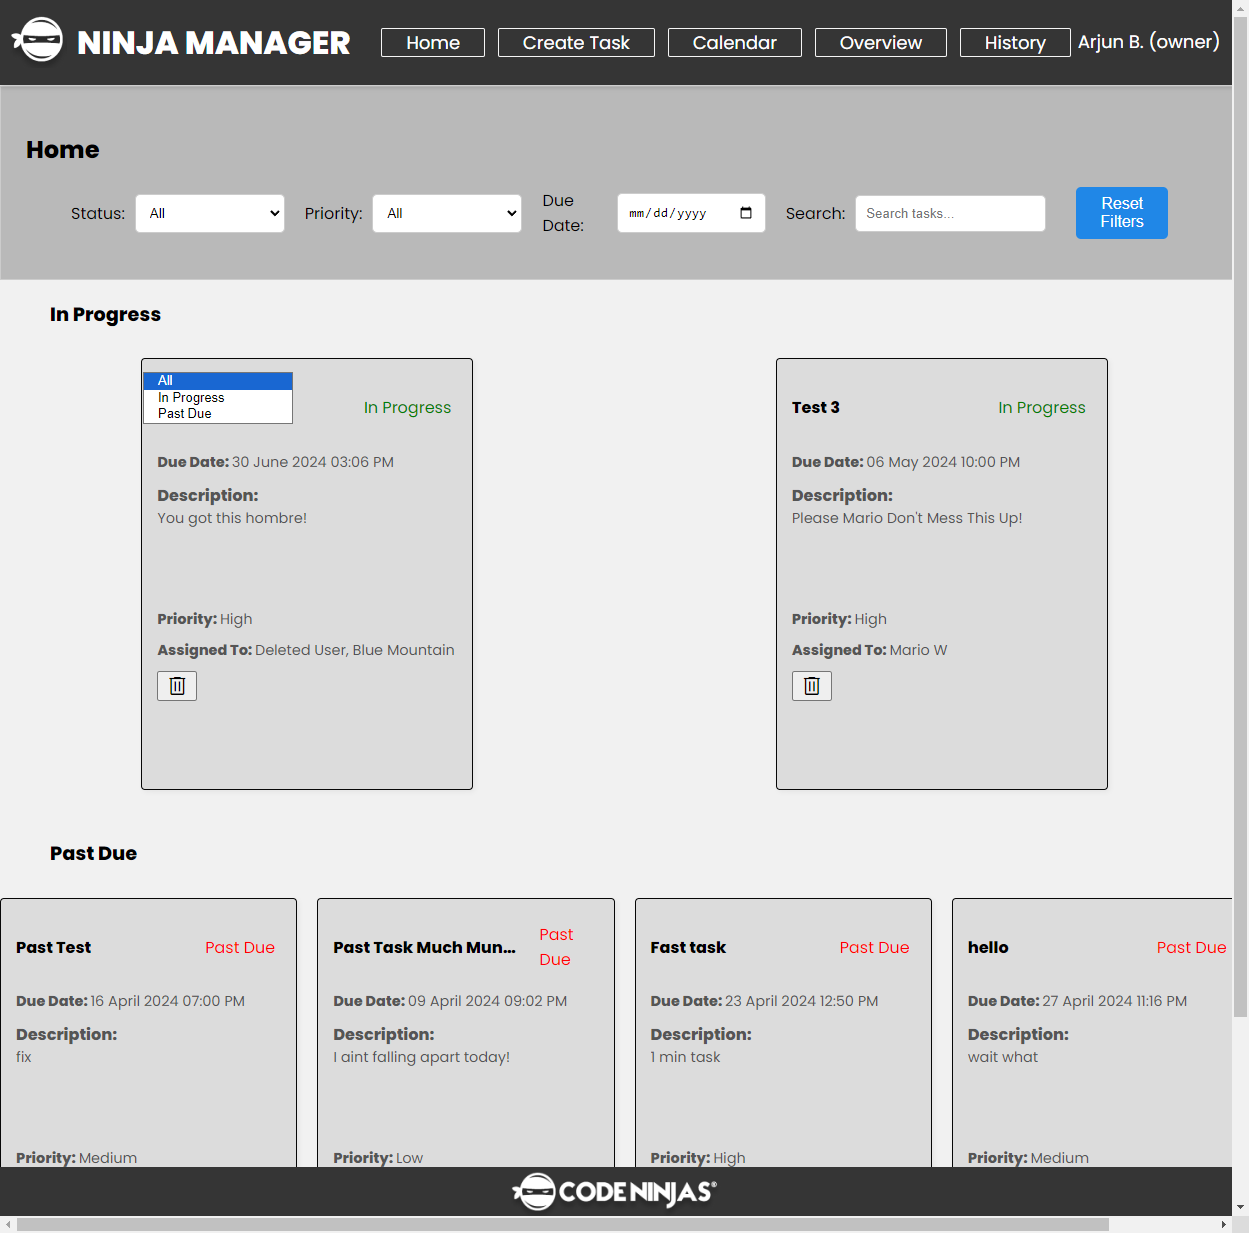 NINJA MANAGER
Home
Create Task
Calendar
Overview
History
Arjun B. (owner)
Home
Status:
All
Priority:
All
Due
Date:
mm/dd/yyyy
Search:
Search tasks...
Reset
Filters
In Progress
All
In Progress
Past Due
In Progress
Due Date: 30 June 2024 03:06 PM
Description:
You got this hombre!
Priority: High
Assigned To: Deleted User, Blue Mountain
Test 3
In Progress
Due Date: 06 May 2024 10:00 PM
Description:
Please Mario Don't Mess This Up!
Priority: High
Assigned To: Mario W
Past Due
Past Test
Past Due
Due Date: 16 April 2024 07:00 PM
Description:
fix
Priority: Medium
Past Task Much Mun...
Past
Due
Due Date: 09 April 2024 09:02 PM
Description:
I aint falling apart today!
Priority: Low
Fast task
Past Due
Due Date: 23 April 2024 12:50 PM
Description:
1 min task
Priority: High
hello
Past Due
Due Date: 27 April 2024 11:16 PM
Description:
wait what
Priority: Medium
CODE NINJAS®